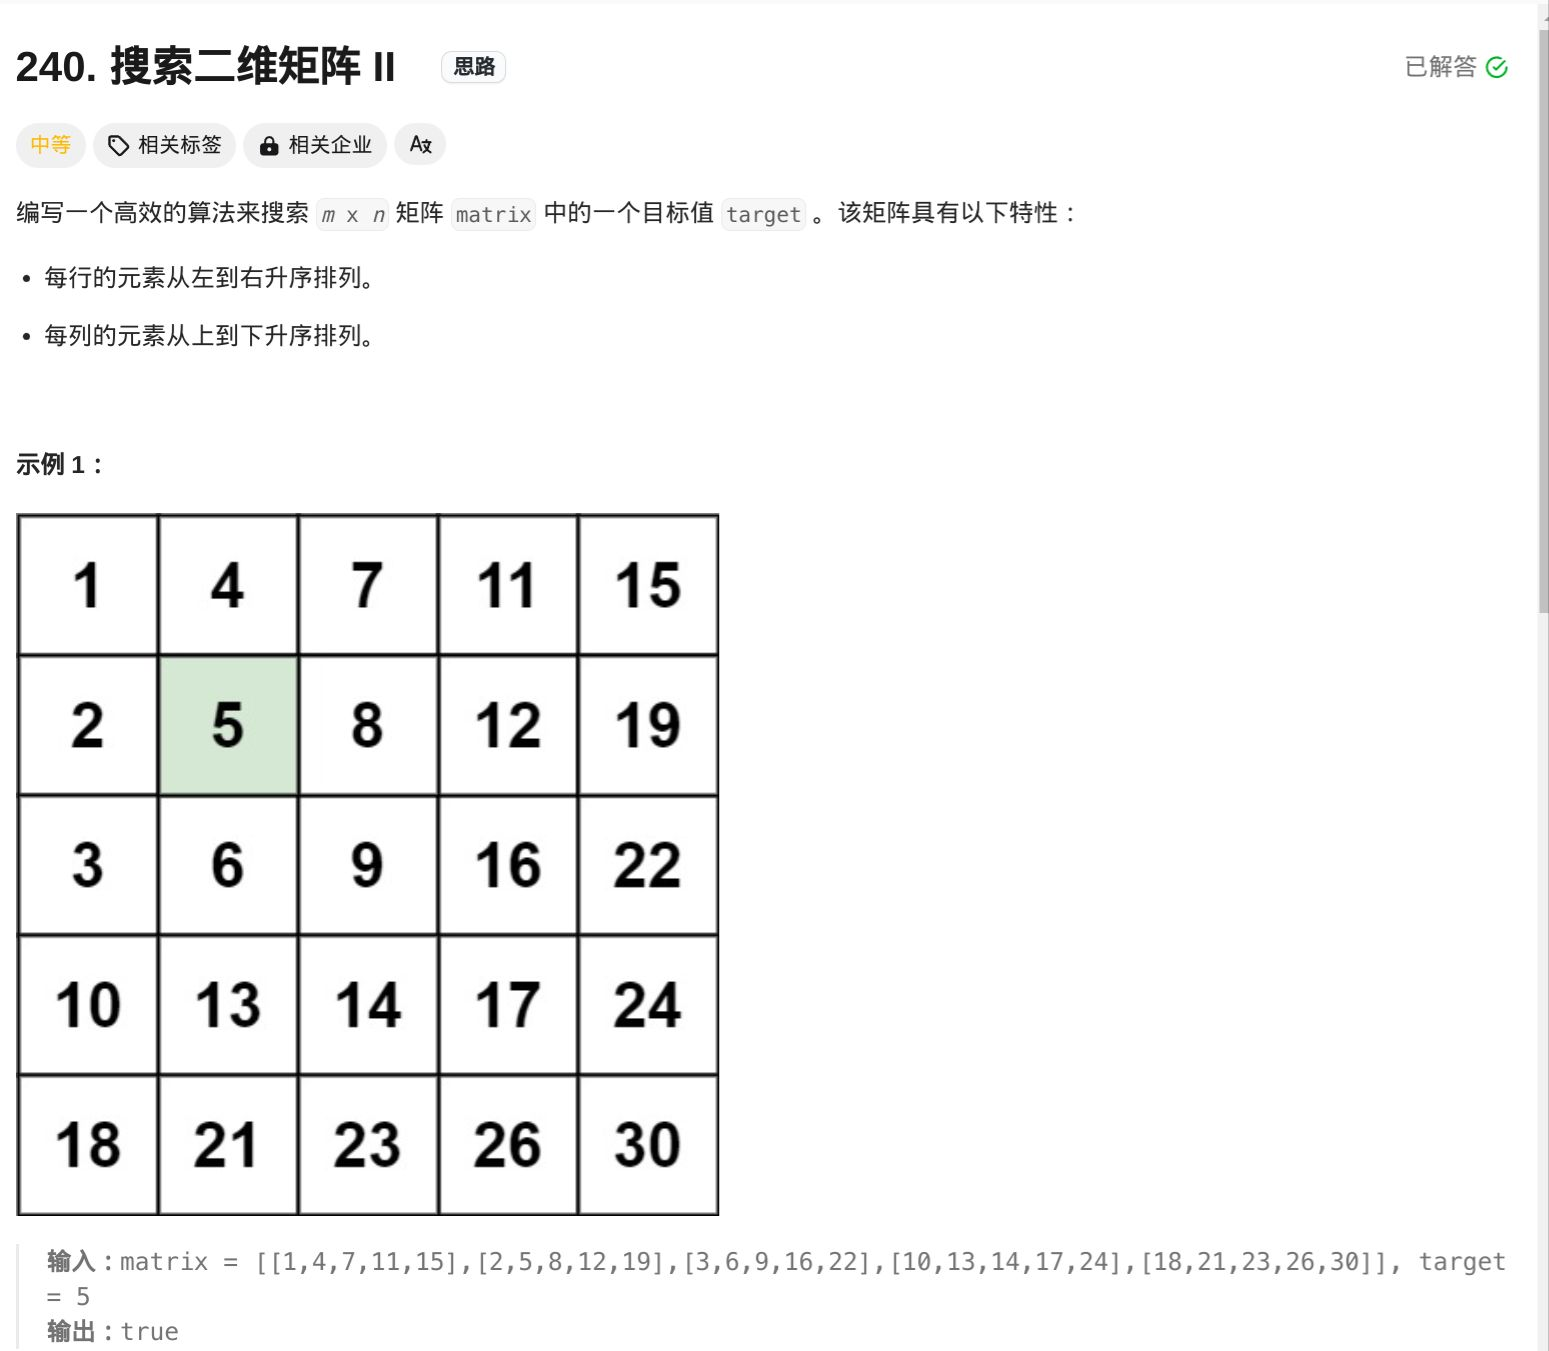 240. 搜索二维矩阵 II 思路 已解答
中等 相关标签 相关企业 A文
编写一个高效的算法来搜索 m x n 矩阵 matrix 中的一个目标值 target 。该矩阵具有以下特性：
• 每行的元素从左到右升序排列。
• 每列的元素从上到下升序排列。
示例 1：
1 4 7 11 15
2 5 8 12 19
3 6 9 16 22
10 13 14 17 24
18 21 23 26 30
输入：matrix = [[1,4,7,11,15],[2,5,8,12,19],[3,6,9,16,22],[10,13,14,17,24],[18,21,23,26,30]], target
= 5
输出：true